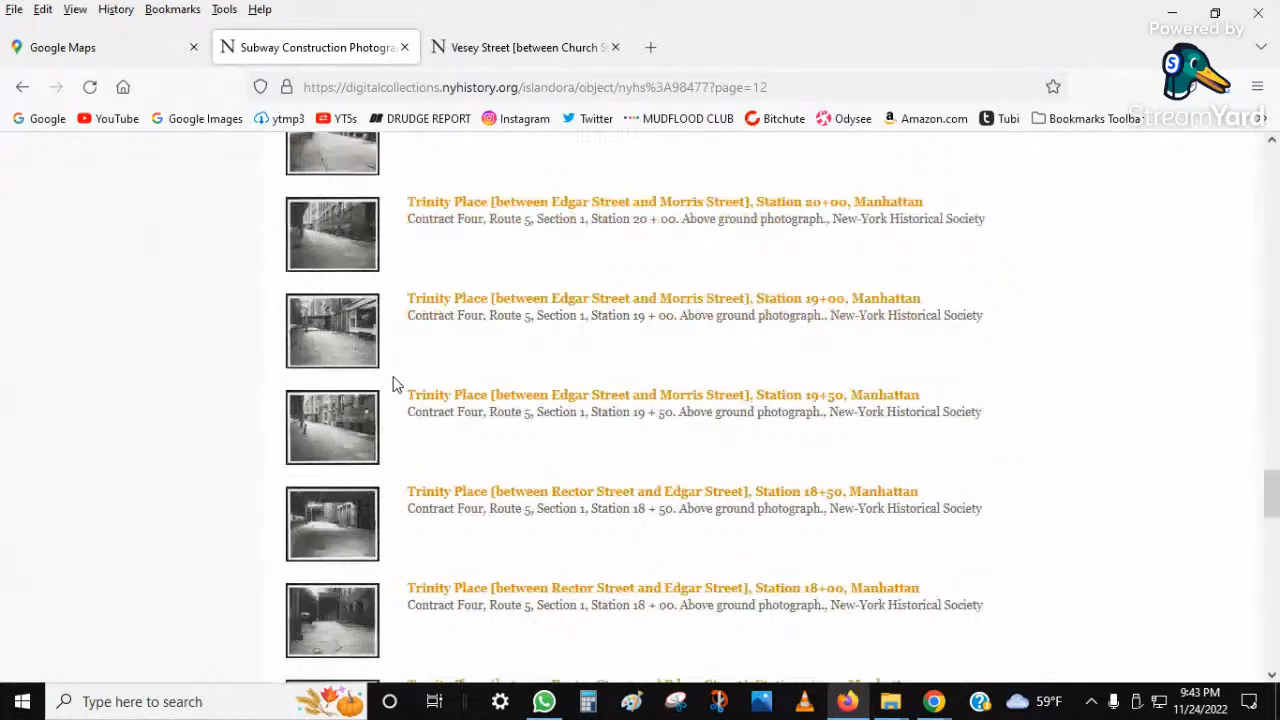 File Edit View History Bookmarks Tools Help
Powered by
Google Maps
N Subway Construction Photogra
N Vesey Street [between Church S
S
https://digitalcollections.nyhistory.org/islandora/object/nyhs%3A98477?page=12
StreamYard
Google YouTube Google Images ytmp3 YT5s DR DRUDGE REPORT Instagram Twitter MUDFLOOD CLUB Bitchute Odysee Amazon.com Tubi Bookmarks Toolba
Trinity Place [between Edgar Street and Morris Street], Station 20+00, Manhattan
Contract Four, Route 5, Section 1, Station 20 + 00. Above ground photograph., New-York Historical Society
Trinity Place [between Edgar Street and Morris Street], Station 19+00, Manhattan
Contract Four, Route 5, Section 1, Station 19 + 00. Above ground photograph., New-York Historical Society
Trinity Place [between Edgar Street and Morris Street], Station 19+50, Manhattan
Contract Four, Route 5, Section 1, Station 19 + 50. Above ground photograph., New-York Historical Society
Trinity Place [between Rector Street and Edgar Street], Station 18+50, Manhattan
Contract Four, Route 5, Section 1, Station 18 + 50. Above ground photograph., New-York Historical Society
Trinity Place [between Rector Street and Edgar Street], Station 18+00, Manhattan
Contract Four, Route 5, Section 1, Station 18 + 00. Above ground photograph., New-York Historical Society
Type here to search
59°F
9:43 PM
11/24/2022